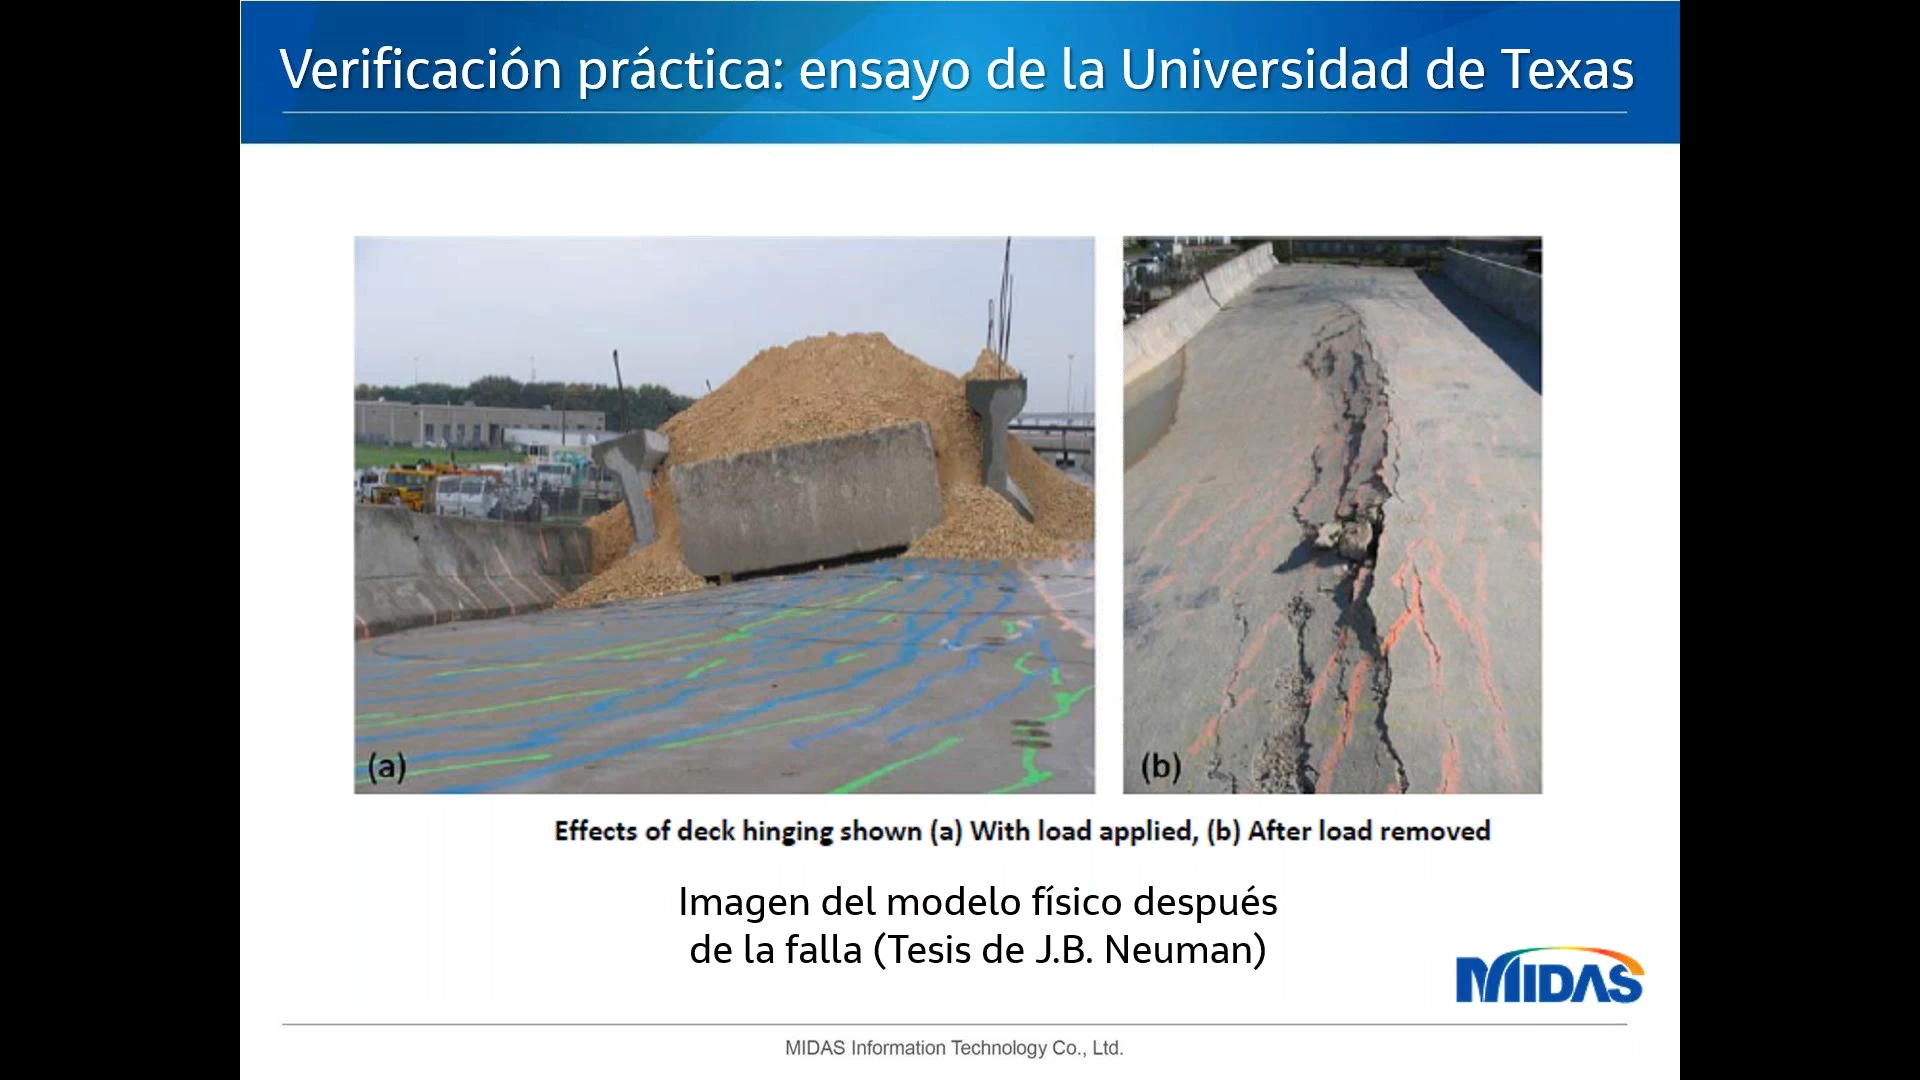 Verificación práctica: ensayo de la Universidad de Texas
(a)
(b)
Effects of deck hinging shown (a) With load applied, (b) After load removed
Imagen del modelo físico después
de la falla (Tesis de J.B. Neuman)
MIDAS
MIDAS Information Technology Co., Ltd.